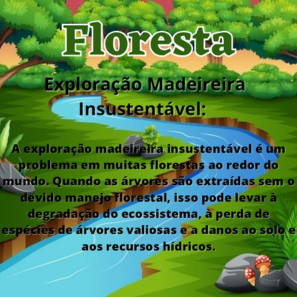 Floresta
Exploração Madeireira
Insustentável:
A exploração madeireira insustentável é um
problema em muitas florestas ao redor do
mundo. Quando as árvores são extraídas sem o
devido manejo florestal, isso pode levar à
degradação do ecossistema, à perda de
espécies de árvores valiosas e a danos ao solo e
aos recursos hídricos.